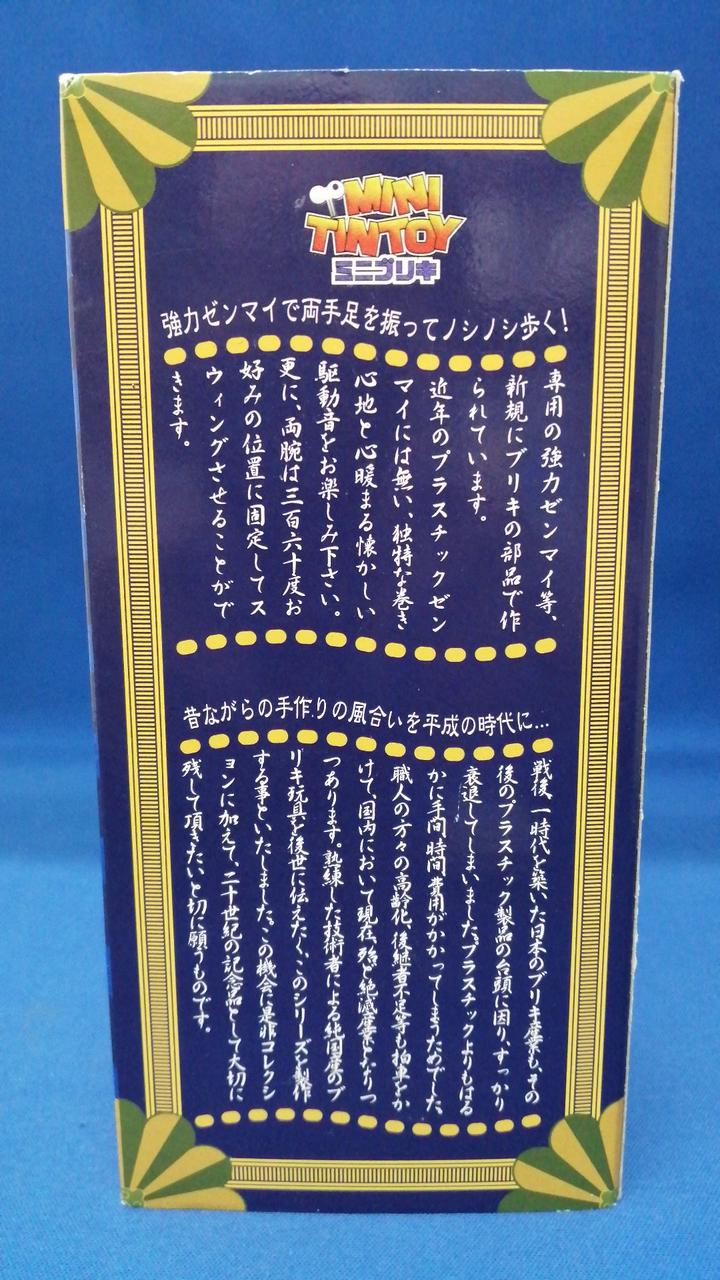 MINI
TINTOY
ミニブリキ
強力ゼンマイで両手足を振ってノシノシ歩く!
専用の強力ゼンマイ等、
新規にブリキの部品で作
られています。
近年のプラスチックゼン
マイには無い、独特な巻き
心地と心暖まる懐かしい
駆動音をお楽しみ下さい。
更に、両腕は三百六十度お
好みの位置に固定してス
ウィングさせることがで
きます。
昔ながらの手作りの風合いを平成の時代に…
戦後、一時代を築いた日本のブリキ産業も、その
後のプラスチック製品の台頭に因り、すっかり
衰退してしまいました。プラスチックよりもはる
かに手間、時間、費用がかかってしまうためでした。
職人の方々の高齢化、後継者不足等も拍車をか
けて、国内において現在、殆ど絶滅産業となりつ
つあります。熟練した技術者による純国産のブ
リキ玩具を後世に伝えたく、このシリーズを製作
する事といたしました。この機会に是非コレクシ
ョンに加えて、二十世紀の記念品として大切に
残して頂きたいと切に願うものです。